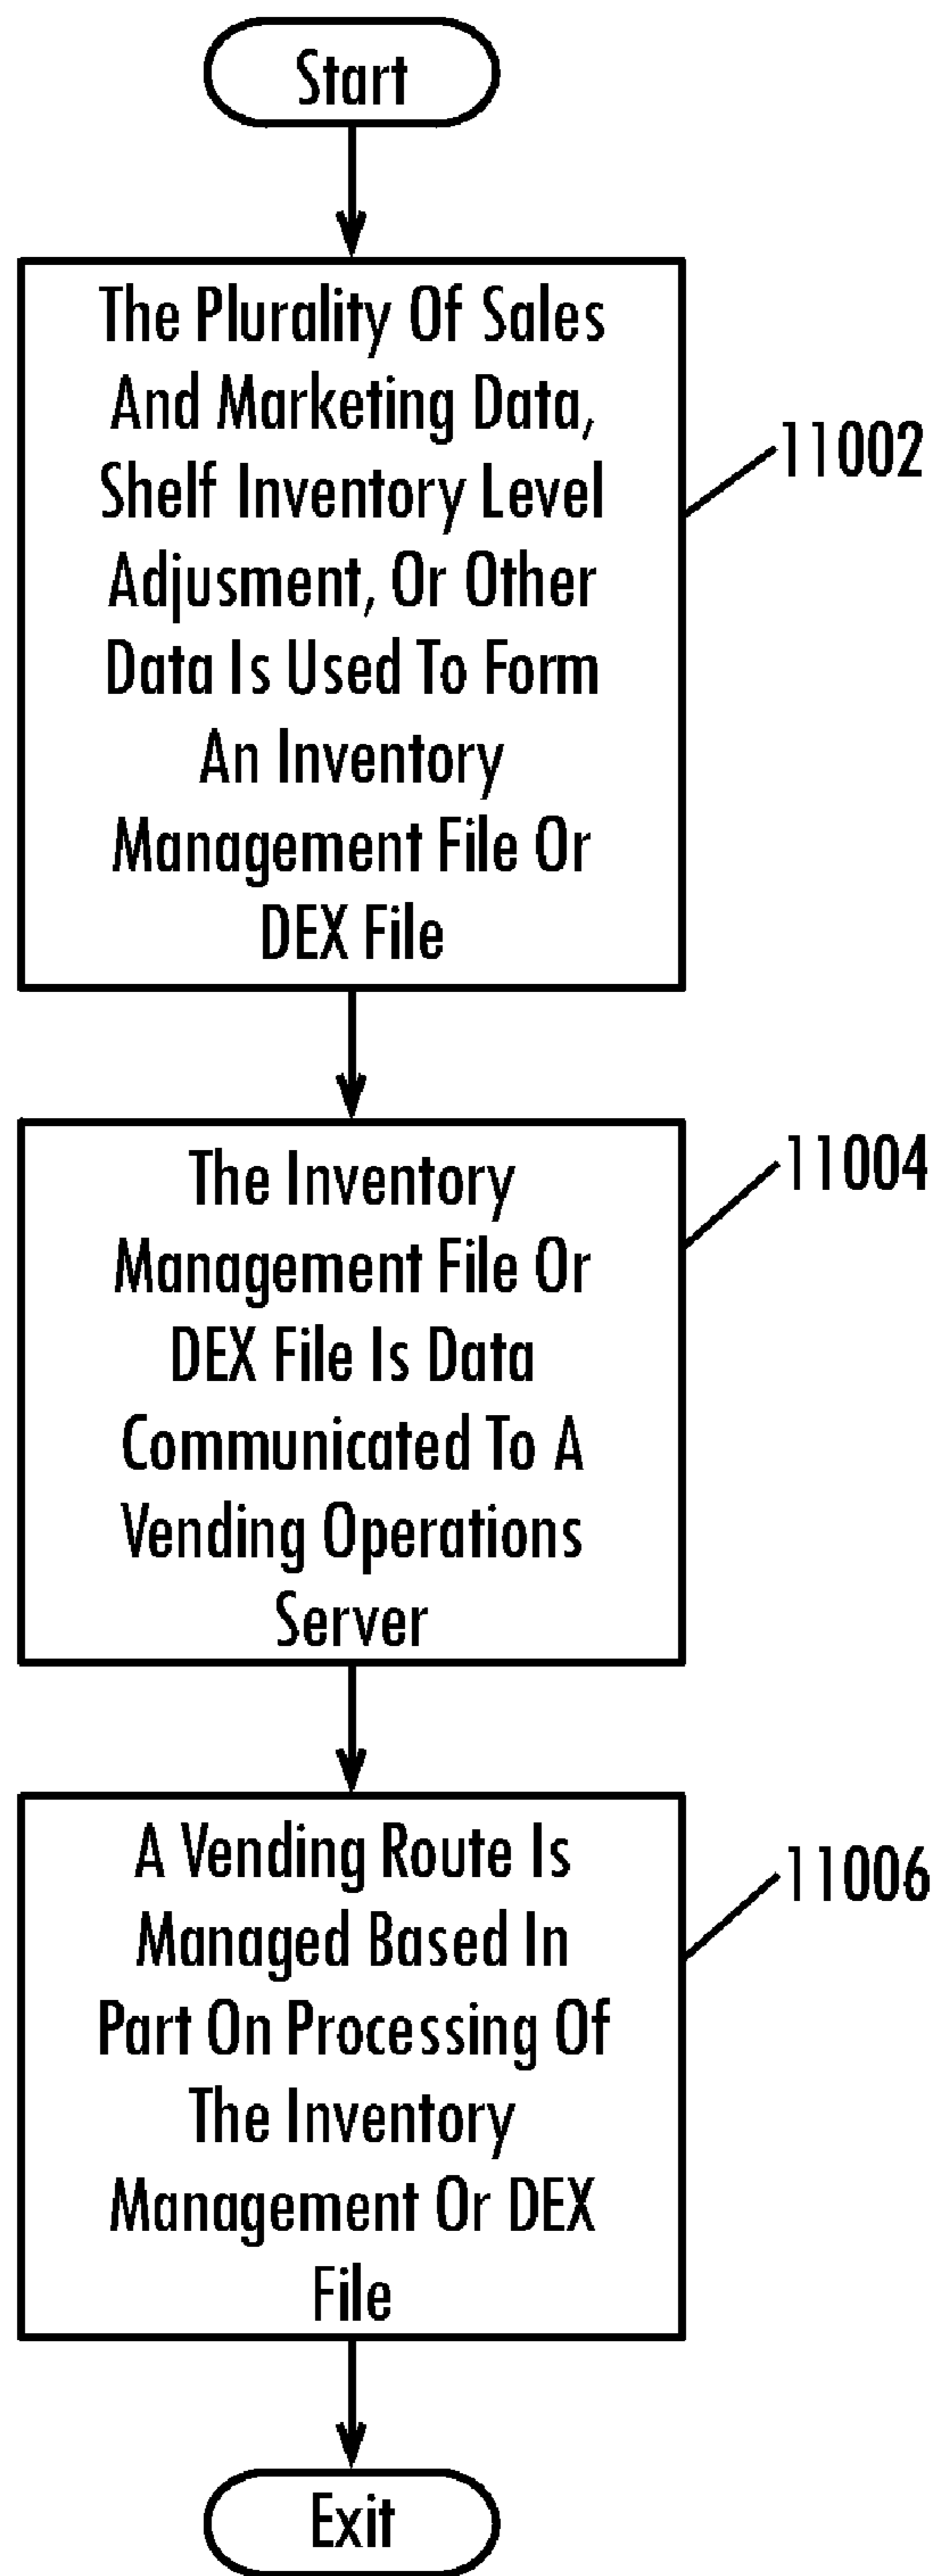 Start
The Plurality Of Sales
And Marketing Data,
Shelf Inventory Level
Adjusment, Or Other
Data Is Used To Form
An Inventory
Management File Or
DEX File
11002
The Inventory
Management File Or
DEX File Is Data
Communicated To A
Vending Operations
Server
11004
A Vending Route Is
Managed Based In
Part On Processing Of
The Inventory
Management Or DEX
File
11006
Exit